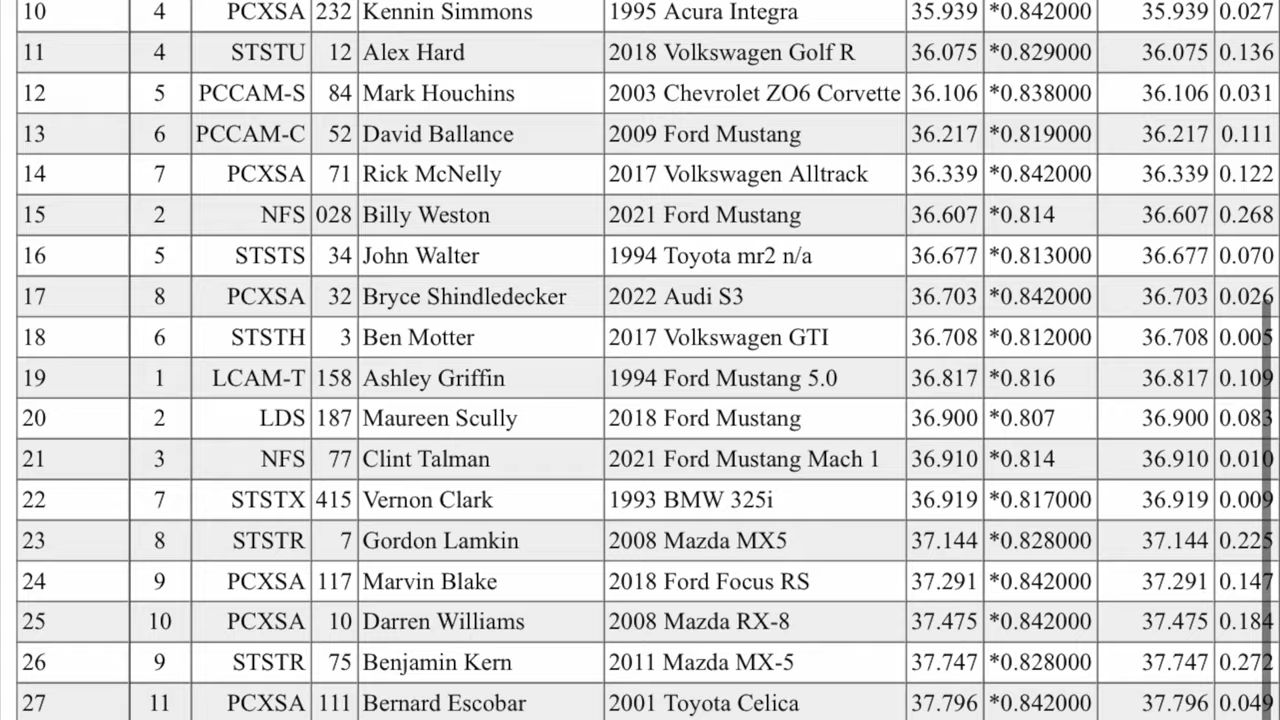 10 4 PCXSA 232 Kennin Simmons 1995 Acura Integra 35.939 *0.842000 35.939 0.027
11 4 STSTU 12 Alex Hard 2018 Volkswagen Golf R 36.075 *0.829000 36.075 0.136
12 5 PCCAM-S 84 Mark Houchins 2003 Chevrolet ZO6 Corvette 36.106 *0.838000 36.106 0.031
13 6 PCCAM-C 52 David Ballance 2009 Ford Mustang 36.217 *0.819000 36.217 0.111
14 7 PCXSA 71 Rick McNelly 2017 Volkswagen Alltrack 36.339 *0.842000 36.339 0.122
15 2 NFS 028 Billy Weston 2021 Ford Mustang 36.607 *0.814 36.607 0.268
16 5 STSTS 34 John Walter 1994 Toyota mr2 n/a 36.677 *0.813000 36.677 0.070
17 8 PCXSA 32 Bryce Shindledecker 2022 Audi S3 36.703 *0.842000 36.703 0.026
18 6 STSTH 3 Ben Motter 2017 Volkswagen GTI 36.708 *0.812000 36.708 0.005
19 1 LCAM-T 158 Ashley Griffin 1994 Ford Mustang 5.0 36.817 *0.816 36.817 0.109
20 2 LDS 187 Maureen Scully 2018 Ford Mustang 36.900 *0.807 36.900 0.083
21 3 NFS 77 Clint Talman 2021 Ford Mustang Mach 1 36.910 *0.814 36.910 0.010
22 7 STSTX 415 Vernon Clark 1993 BMW 325i 36.919 *0.817000 36.919 0.009
23 8 STSTR 7 Gordon Lamkin 2008 Mazda MX5 37.144 *0.828000 37.144 0.225
24 9 PCXSA 117 Marvin Blake 2018 Ford Focus RS 37.291 *0.842000 37.291 0.147
25 10 PCXSA 10 Darren Williams 2008 Mazda RX-8 37.475 *0.842000 37.475 0.184
26 9 STSTR 75 Benjamin Kern 2011 Mazda MX-5 37.747 *0.828000 37.747 0.272
27 11 PCXSA 111 Bernard Escobar 2001 Toyota Celica 37.796 *0.842000 37.796 0.049